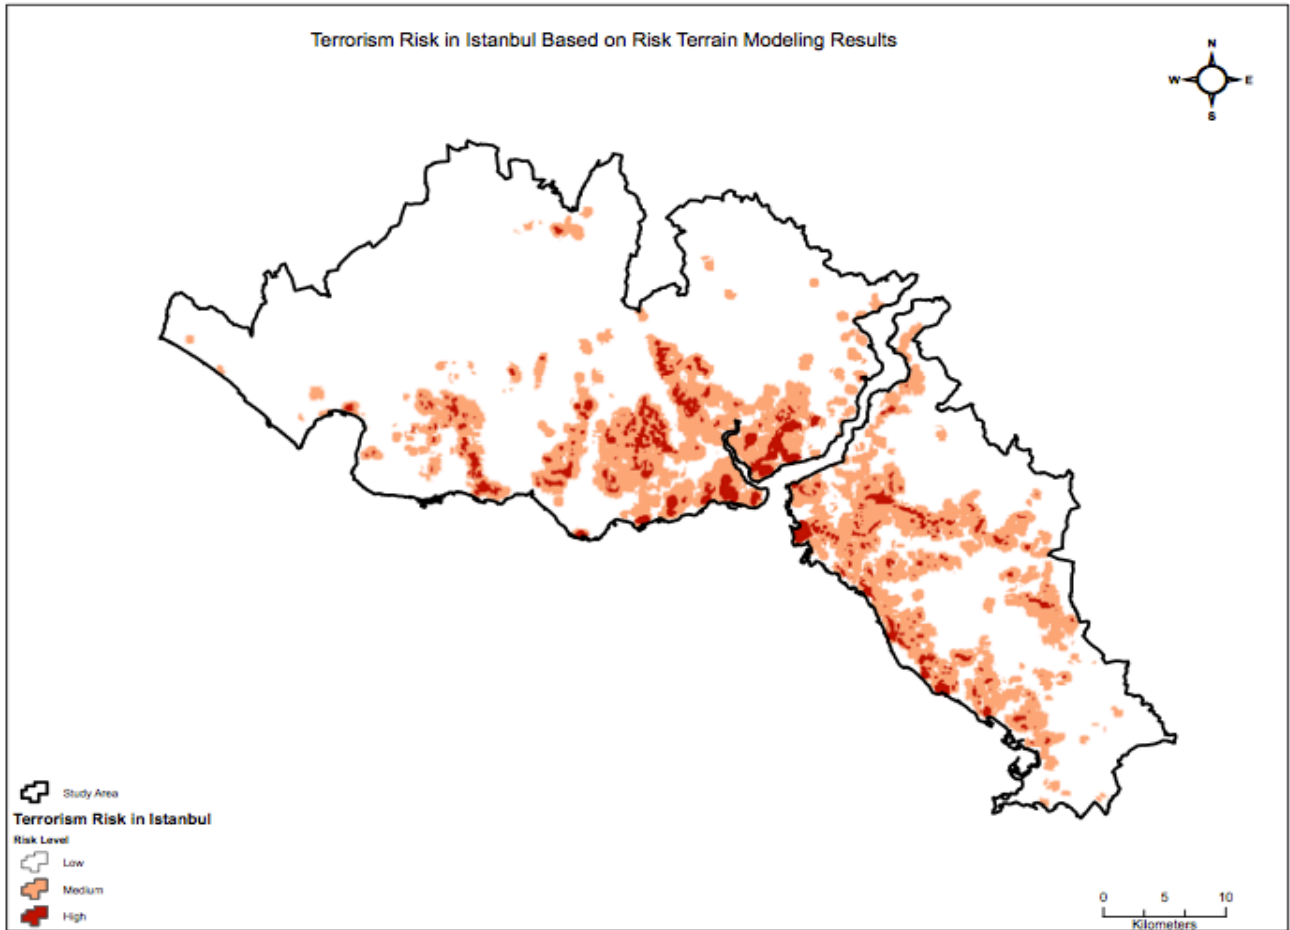 Terrorism Risk in Istanbul Based on Risk Terrain Modeling Results
N
W E
S
Study Area
Terrorism Risk in Istanbul
Risk Level
Low
Medium
High
0 5 10
Kilometers